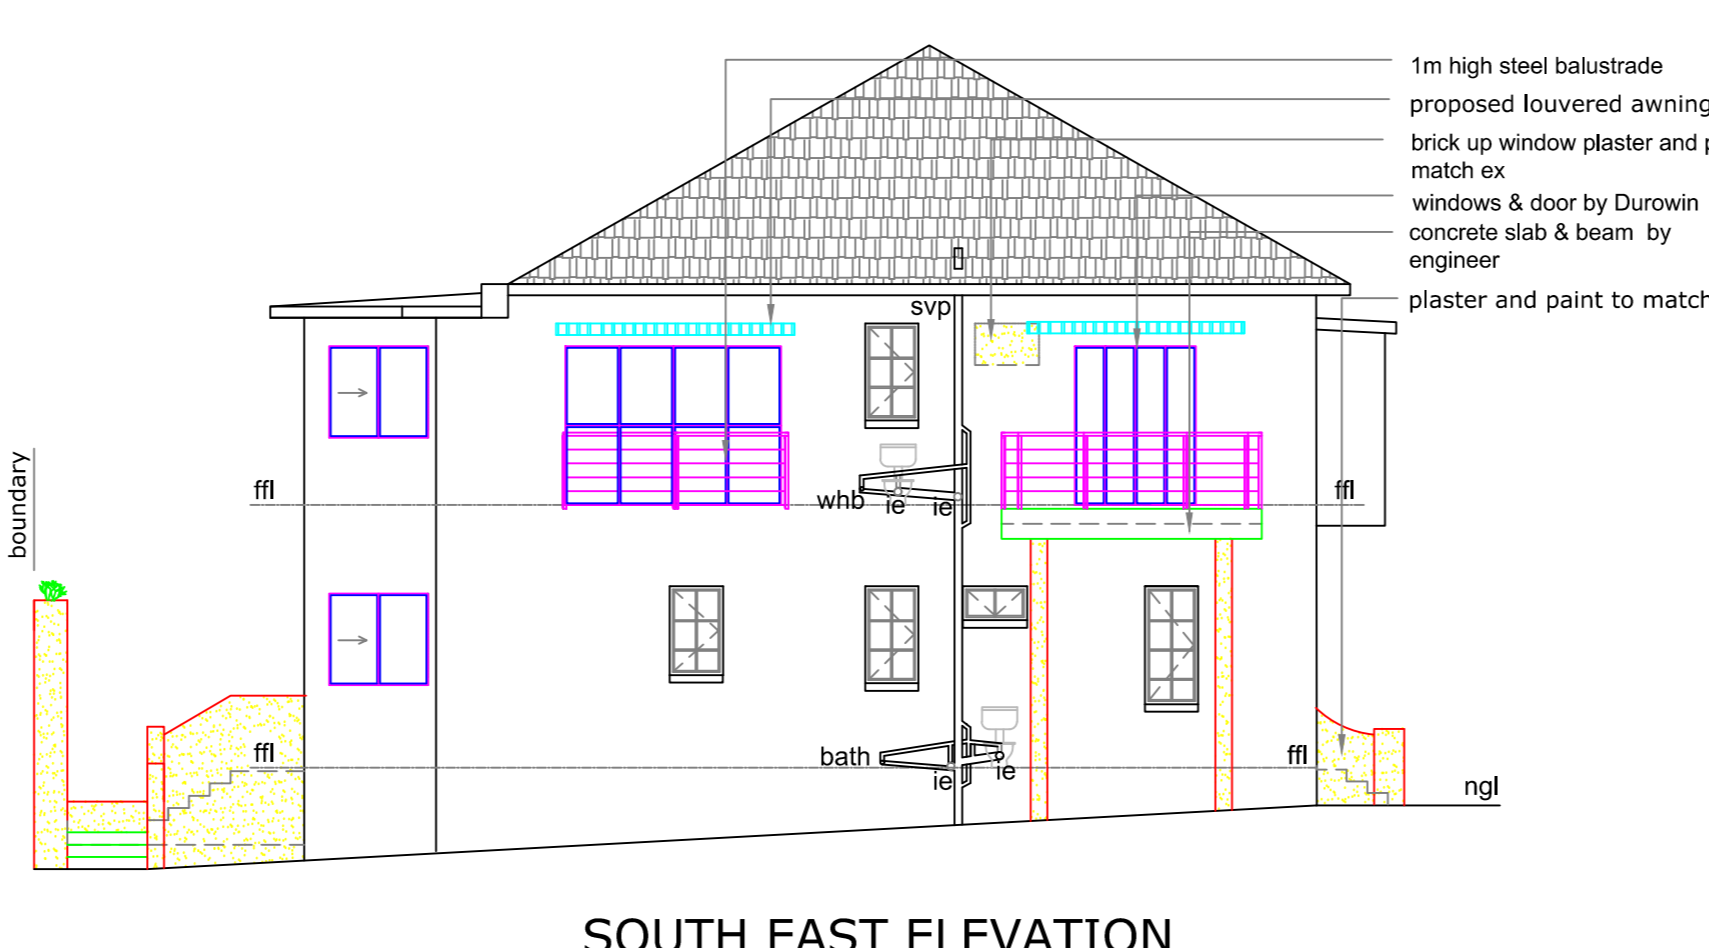 1m high steel balustrade
proposed louvered awning
brick up window plaster and
match ex
windows & door by Durowin
concrete slab & beam by
engineer
plaster and paint to match
svp
boundary
ffl
whb
ie
ie
ffl
ffl
bath
ie
ie
ffl
ngl
SOUTH EAST ELEVATION